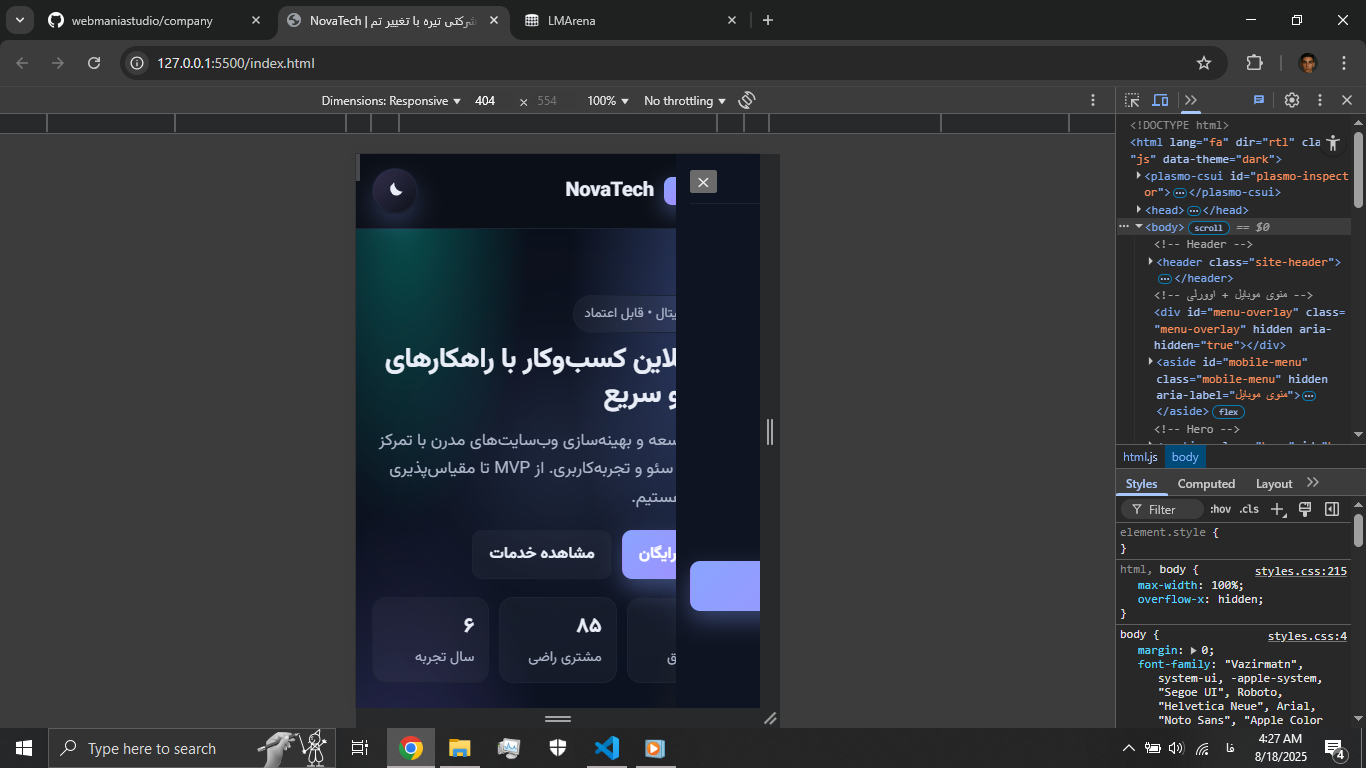 webmaniastudio/company
NovaTech | شرکتی تیره با تغییر تم
LMArena
127.0.0.1:5500/index.html
Dimensions: Responsive 404 × 554 100% No throttling
NovaTech
یتال • قابل اعتماد
لاین کسب‌وکار با راهکارهای
و سریع
سعه و بهینه‌سازی وب‌سایت‌های مدرن با تمرکز
سئو و تجربه‌کاربری. از MVP تا مقیاس‌پذیری
هستیم.
رایگان
مشاهده خدمات
ق
۸۵
مشتری راضی
۶
سال تجربه
<!DOCTYPE html>
<html lang="fa" dir="rtl" cla
"js" data-theme="dark">
<plasmo-csui id="plasmo-inspect
or"> </plasmo-csui>
<head> </head>
<body> scroll == $0
<!-- Header -->
<header class="site-header">
</header>
<!-- منوی موبایل + اوورلی -->
<div id="menu-overlay" class=
"menu-overlay" hidden aria-
hidden="true"></div>
<aside id="mobile-menu"
class="mobile-menu" hidden
aria-label="منوی موبایل">
</aside> flex
<!-- Hero -->
html.js body
Styles Computed Layout
Filter :hov .cls
element.style {
}
html, body { styles.css:215
max-width: 100%;
overflow-x: hidden;
}
body { styles.css:4
margin: 0;
font-family: "Vazirmatn",
system-ui, -apple-system,
"Segoe UI", Roboto,
"Helvetica Neue", Arial,
"Noto Sans", "Apple Color
Type here to search
فا
4:27 AM
8/18/2025
4